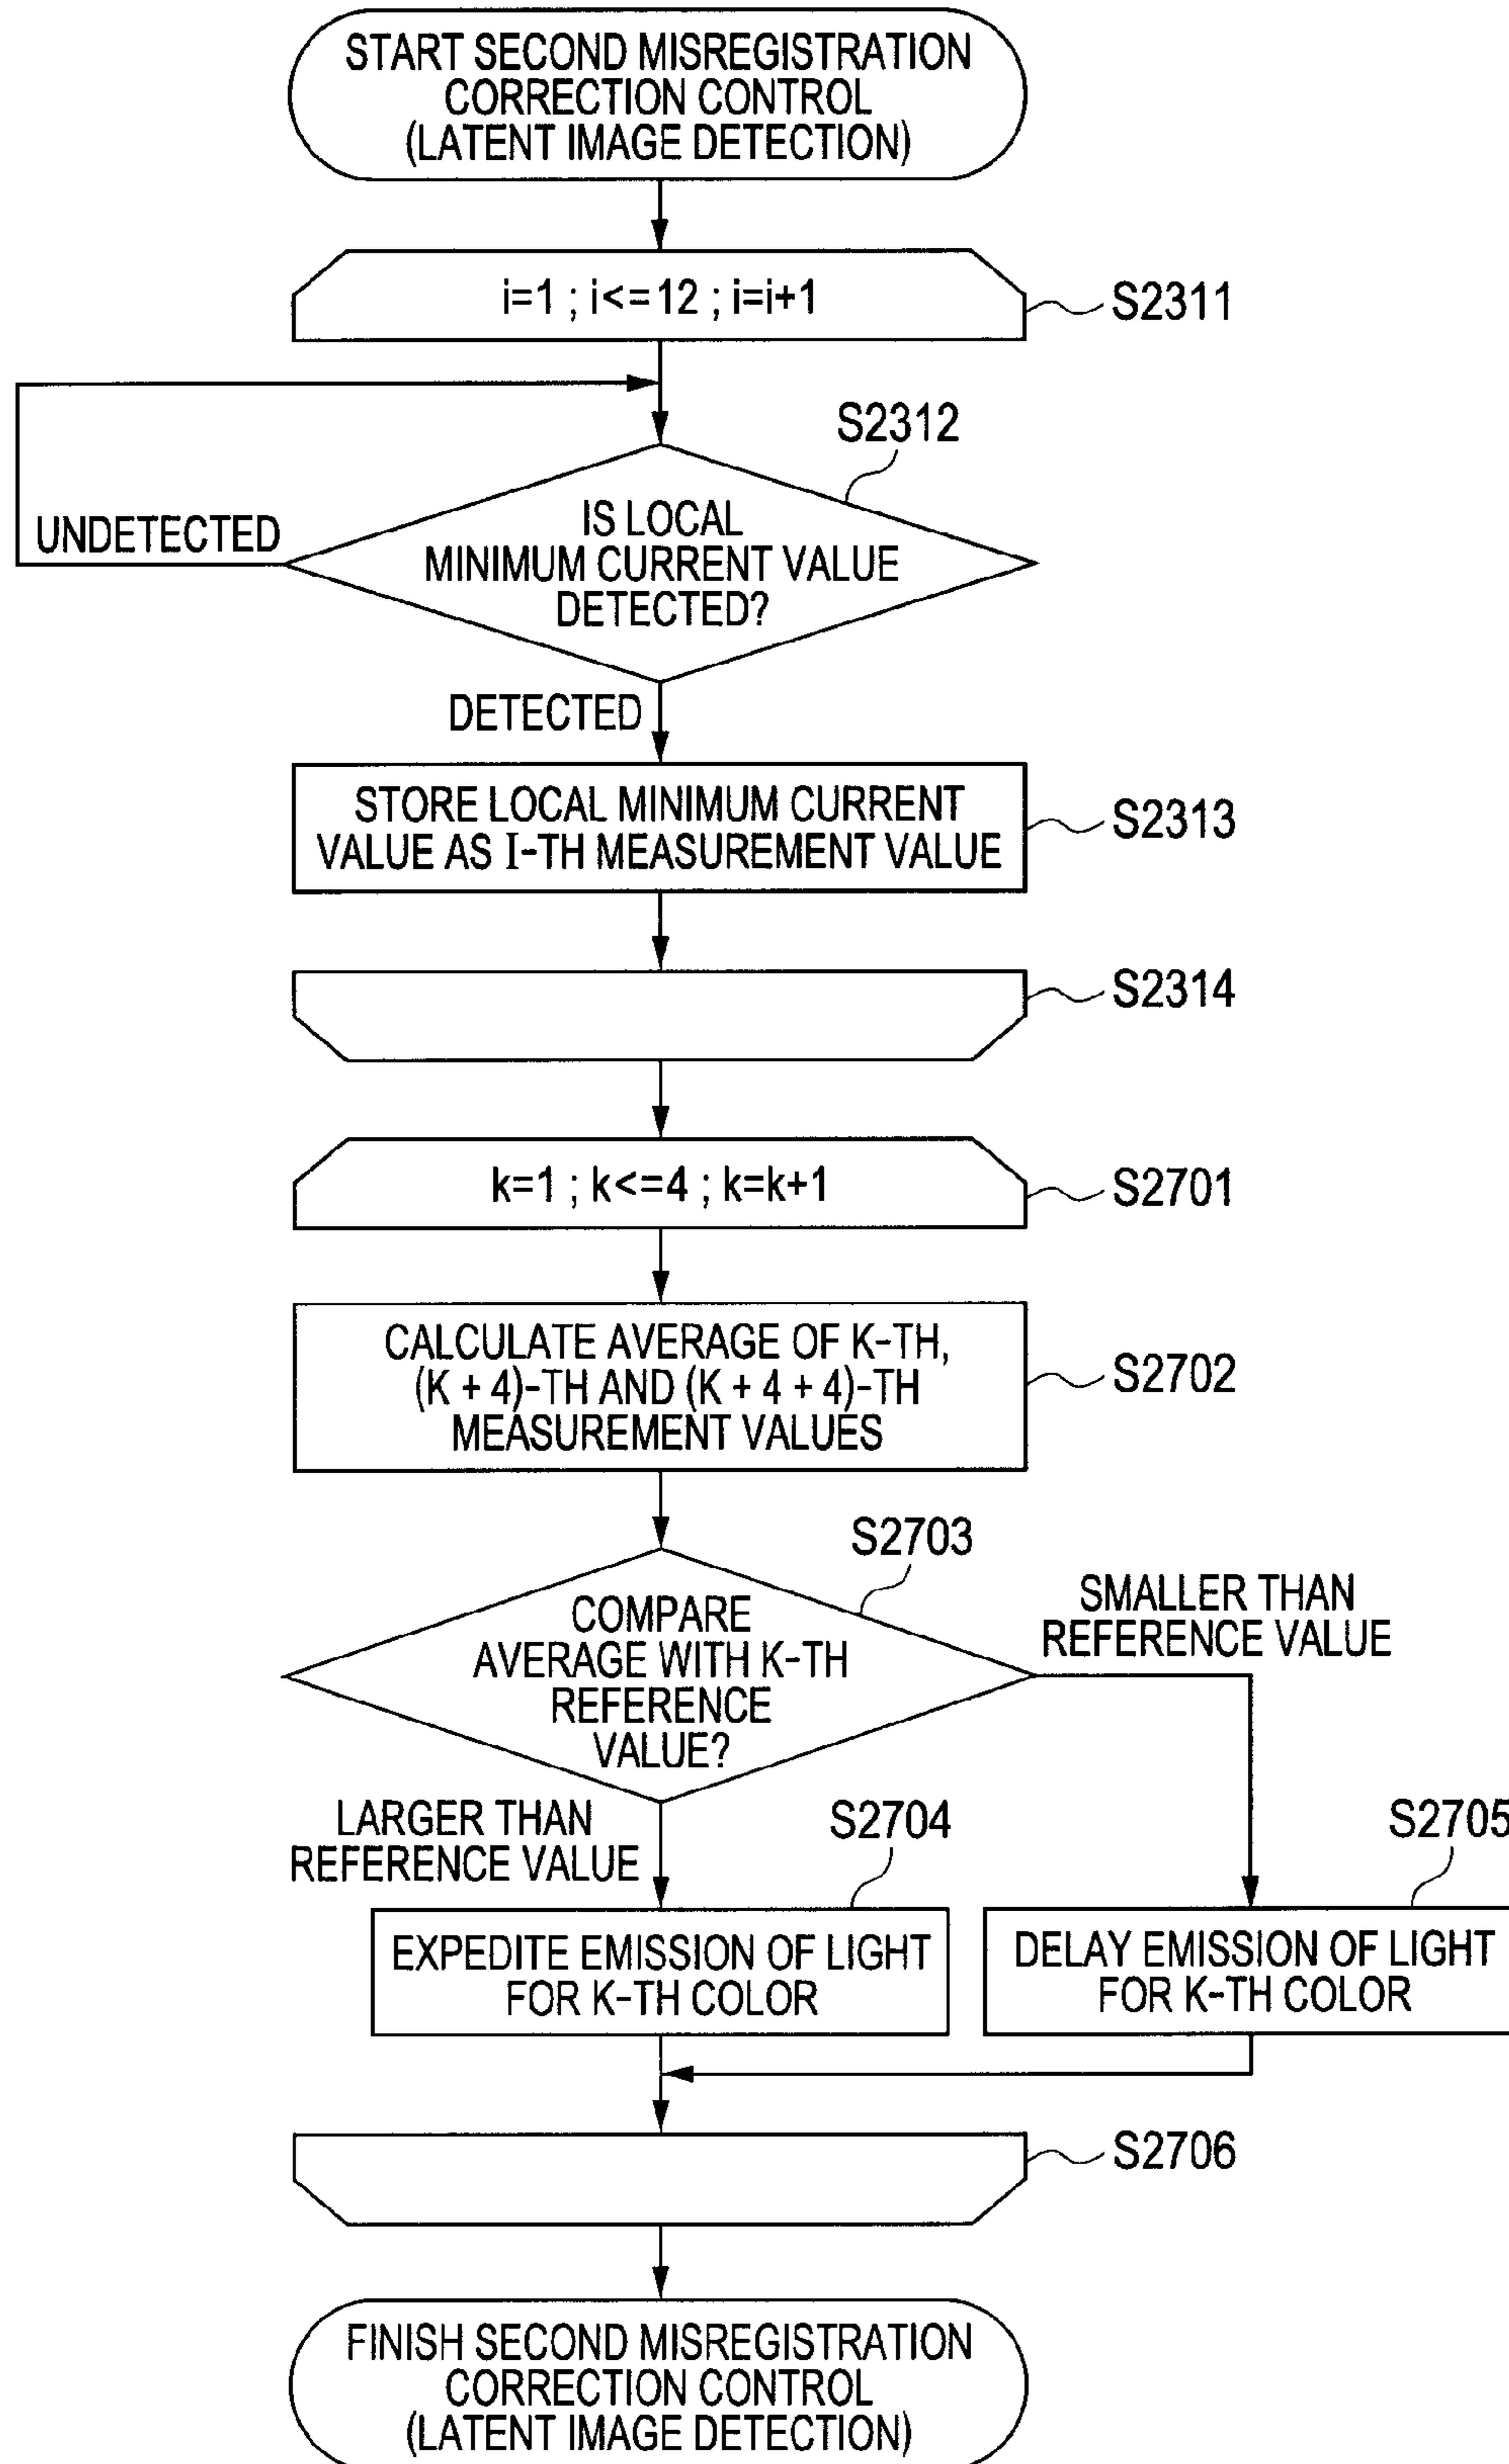 START SECOND MISREGISTRATION
CORRECTION CONTROL
(LATENT IMAGE DETECTION)
i=1 ; i<=12 ; i=i+1
S2311
S2312
IS LOCAL
MINIMUM CURRENT VALUE
DETECTED?
UNDETECTED
DETECTED
STORE LOCAL MINIMUM CURRENT
VALUE AS I-TH MEASUREMENT VALUE
S2313
S2314
k=1 ; k<=4 ; k=k+1
S2701
CALCULATE AVERAGE OF K-TH,
(K + 4)-TH AND (K + 4 + 4)-TH
MEASUREMENT VALUES
S2702
S2703
COMPARE
AVERAGE WITH K-TH
REFERENCE
VALUE?
SMALLER THAN
REFERENCE VALUE
LARGER THAN
REFERENCE VALUE
S2704
S2705
EXPEDITE EMISSION OF LIGHT
FOR K-TH COLOR
DELAY EMISSION OF LIGHT
FOR K-TH COLOR
S2706
FINISH SECOND MISREGISTRATION
CORRECTION CONTROL
(LATENT IMAGE DETECTION)